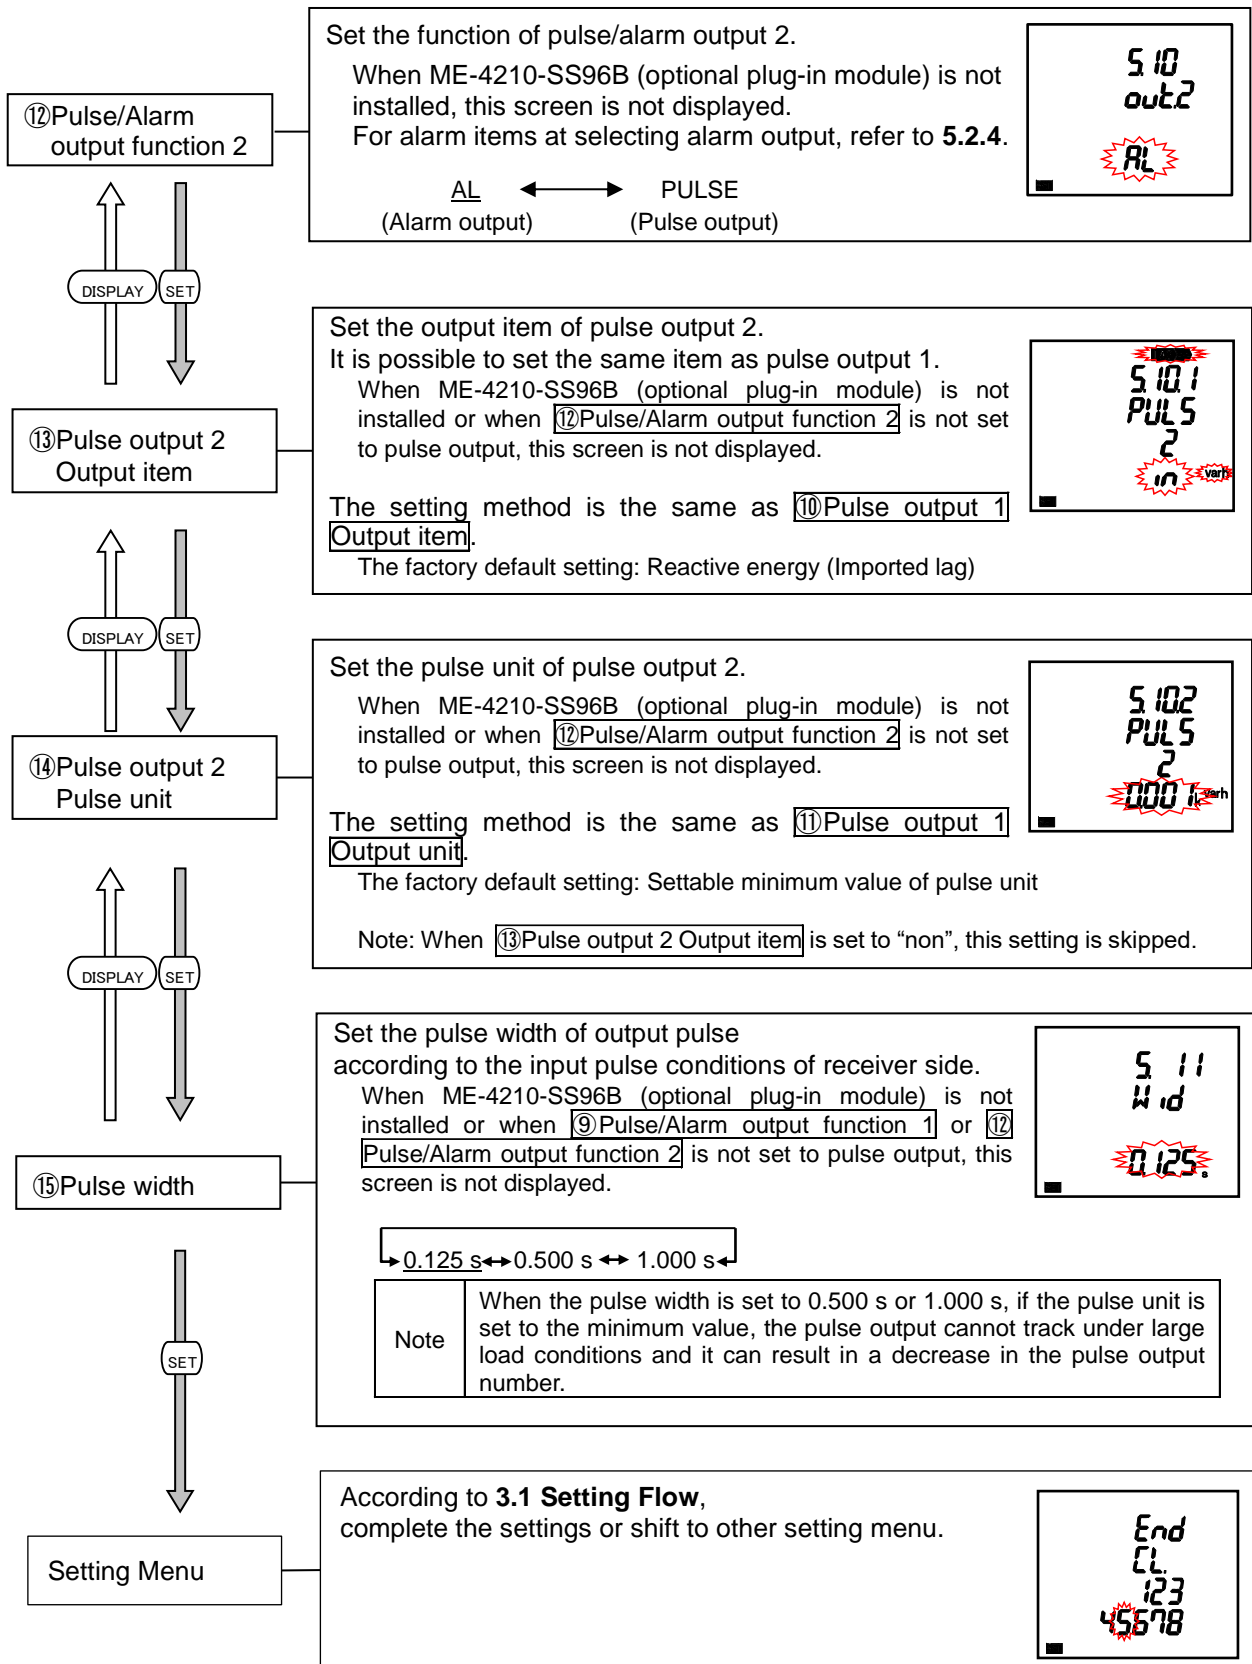 Set the function of pulse/alarm output 2.
When ME-4210-SS96B (optional plug-in module) is not
installed, this screen is not displayed.
For alarm items at selecting alarm output, refer to 5.2.4.
AL PULSE
(Alarm output) (Pulse output)
5.10
out.2
AL
⑫Pulse/Alarm
output function 2
DISPLAY SET
Set the output item of pulse output 2.
It is possible to set the same item as pulse output 1.
When ME-4210-SS96B (optional plug-in module) is not
installed or when ⑫Pulse/Alarm output function 2 is not set
to pulse output, this screen is not displayed.
The setting method is the same as ⑩Pulse output 1
Output item.
The factory default setting: Reactive energy (Imported lag)
5.10.1
PULS
2
in varh
⑬Pulse output 2
Output item
DISPLAY SET
Set the pulse unit of pulse output 2.
When ME-4210-SS96B (optional plug-in module) is not
installed or when ⑫Pulse/Alarm output function 2 is not set
to pulse output, this screen is not displayed.
The setting method is the same as ⑪Pulse output 1
Output unit.
The factory default setting: Settable minimum value of pulse unit
Note: When ⑬Pulse output 2 Output item is set to “non”, this setting is skipped.
5.10.2
PULS
2
0.001 k varh
⑭Pulse output 2
Pulse unit
DISPLAY SET
Set the pulse width of output pulse
according to the input pulse conditions of receiver side.
When ME-4210-SS96B (optional plug-in module) is not
installed or when ⑨Pulse/Alarm output function 1 or ⑫
Pulse/Alarm output function 2 is not set to pulse output, this
screen is not displayed.
0.125 s 0.500 s 1.000 s
Note
When the pulse width is set to 0.500 s or 1.000 s, if the pulse unit is
set to the minimum value, the pulse output cannot track under large
load conditions and it can result in a decrease in the pulse output
number.
5. 11
Wid
0.125 s
⑮Pulse width
SET
According to 3.1 Setting Flow,
complete the settings or shift to other setting menu.
End
CL.
123
45678
Setting Menu